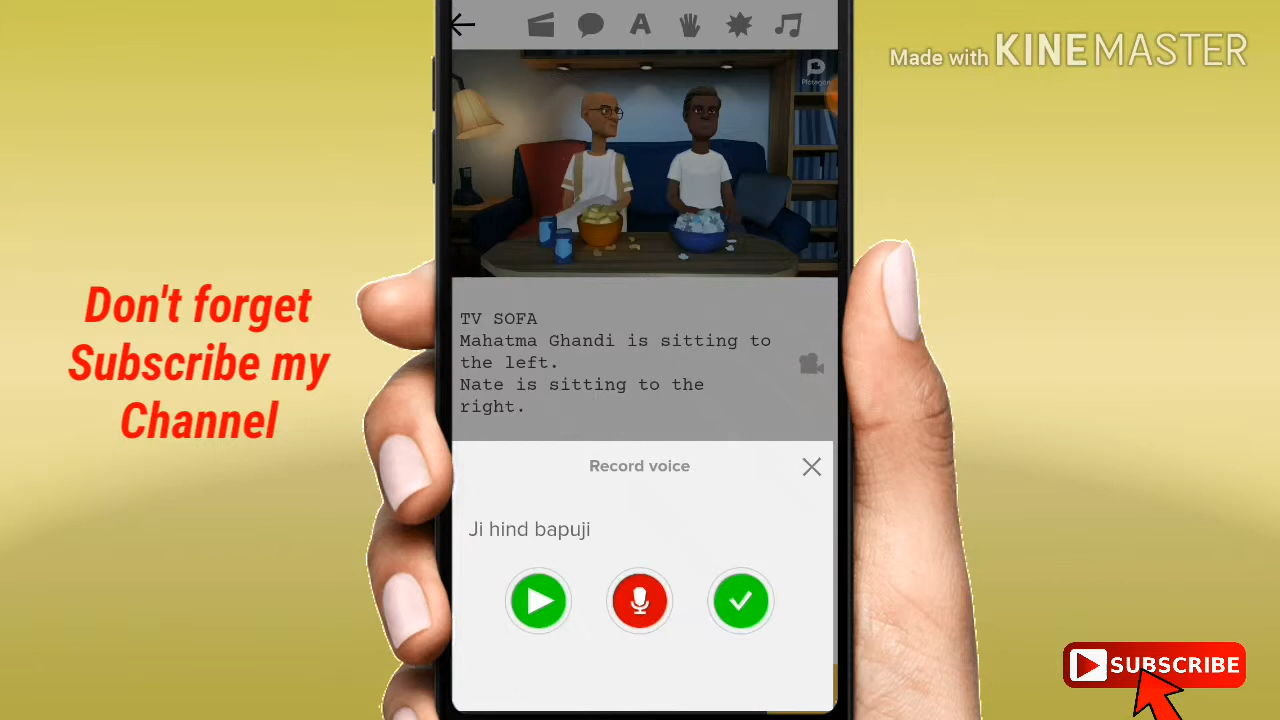 Made with KINEMASTER
Plotagon
Don't forget
Subscribe my
Channel
TV SOFA
Mahatma Ghandi is sitting to
the left.
Nate is sitting to the
right.
Record voice
Ji hind bapuji
SUBSCRIBE